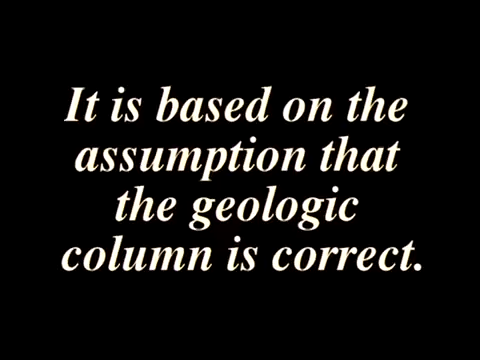 It is based on the
assumption that
the geologic
column is correct.